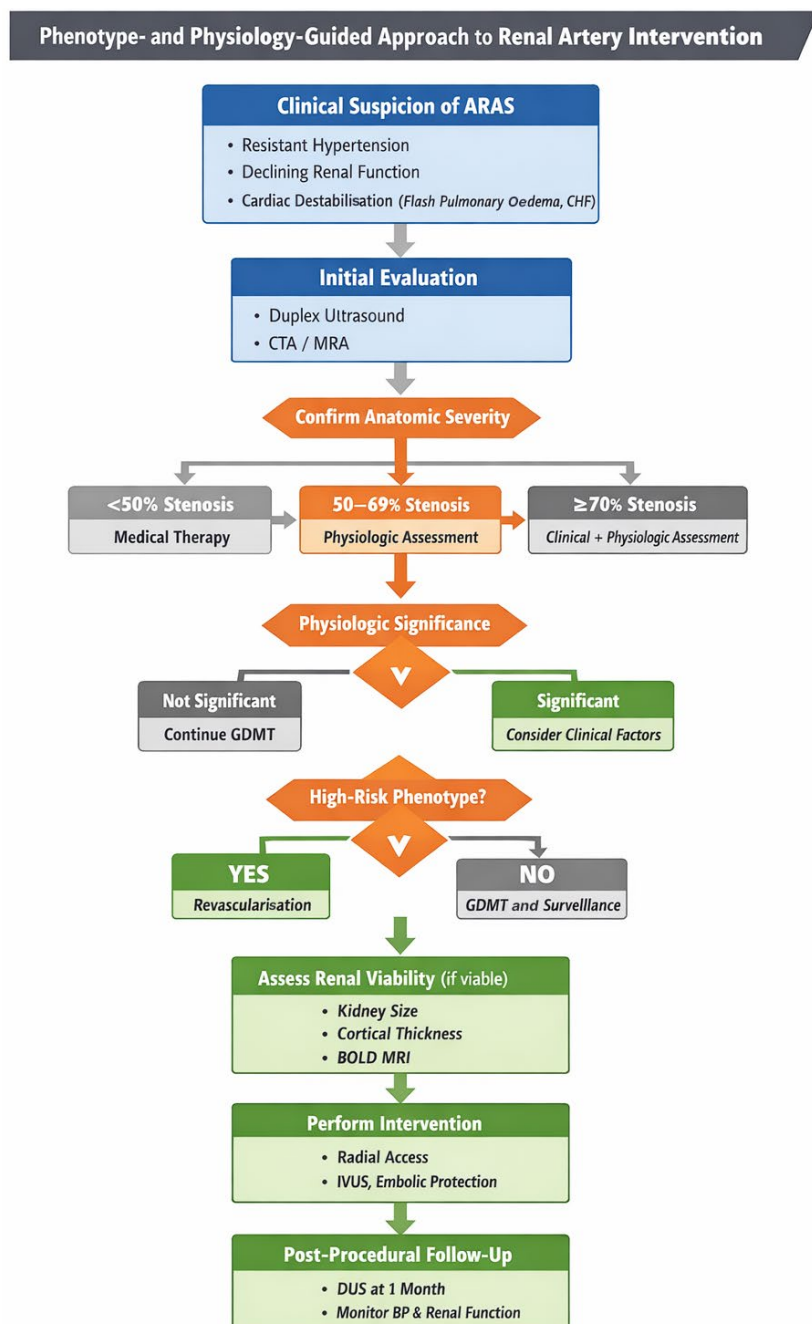 Phenotype- and Physiology-Guided Approach to Renal Artery Intervention
Clinical Suspicion of ARAS
• Resistant Hypertension
• Declining Renal Function
• Cardiac Destabilisation (Flash Pulmonary Oedema, CHF)
Initial Evaluation
• Duplex Ultrasound
• CTA / MRA
Confirm Anatomic Severity
<50% Stenosis
Medical Therapy
50–69% Stenosis
Physiologic Assessment
≥70% Stenosis
Clinical + Physiologic Assessment
Physiologic Significance
Not Significant
Continue GDMT
Significant
Consider Clinical Factors
High-Risk Phenotype?
YES
Revascularisation
NO
GDMT and Survelllance
Assess Renal Viability (if viable)
• Kidney Size
• Cortical Thickness
• BOLD MRI
Perform Intervention
• Radial Access
• IVUS, Embolic Protection
Post-Procedural Follow-Up
• DUS at 1 Month
• Monitor BP & Renal Function